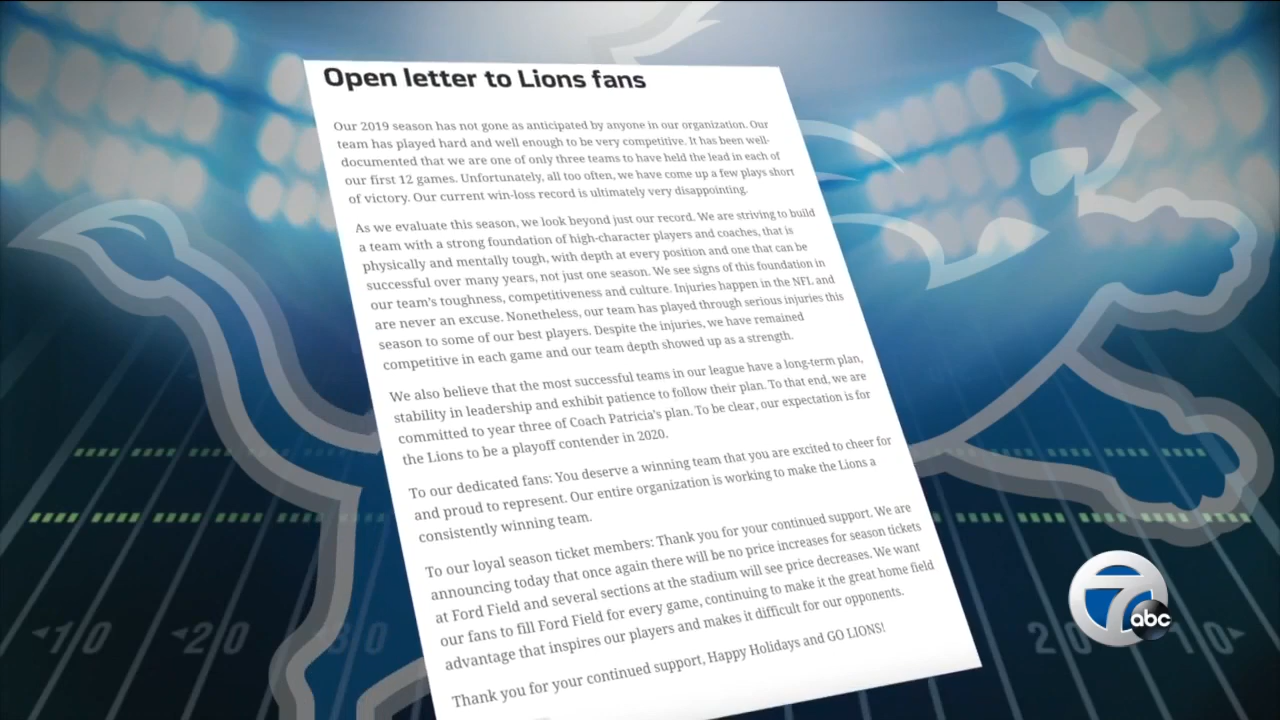 Open letter to Lions fans
Our 2019 season has not gone as anticipated by anyone in our organization. Our
team has played hard and well enough to be very competitive. It has been well-
documented that we are one of only three teams to have held the lead in each of
our first 12 games. Unfortunately, all too often, we have come up a few plays short
of victory. Our current win-loss record is ultimately very disappointing.
As we evaluate this season, we look beyond just our record. We are striving to build
a team with a strong foundation of high-character players and coaches, that is
physically and mentally tough, with depth at every position and one that can be
successful over many years, not just one season. We see signs of this foundation in
our team's toughness, competitiveness and culture. Injuries happen in the NFL and
are never an excuse. Nonetheless, our team has played through serious injuries this
season to some of our best players. Despite the injuries, we have remained
competitive in each game and our team depth showed up as a strength.
We also believe that the most successful teams in our league have a long-term plan,
stability in leadership and exhibit patience to follow their plan. To that end, we are
committed to year three of Coach Patricia's plan. To be clear, our expectation is for
the Lions to be a playoff contender in 2020.
To our dedicated fans: You deserve a winning team that you are excited to cheer for
and proud to represent. Our entire organization is working to make the Lions a
consistently winning team.
To our loyal season ticket members: Thank you for your continued support. We are
announcing today that once again there will be no price increases for season tickets
at Ford Field and several sections at the stadium will see price decreases. We want
our fans to fill Ford Field for every game, continuing to make it the great home field
advantage that inspires our players and makes it difficult for our opponents.
Thank you for your continued support, Happy Holidays and GO LIONS!
7 abc
10 20 30 20 10